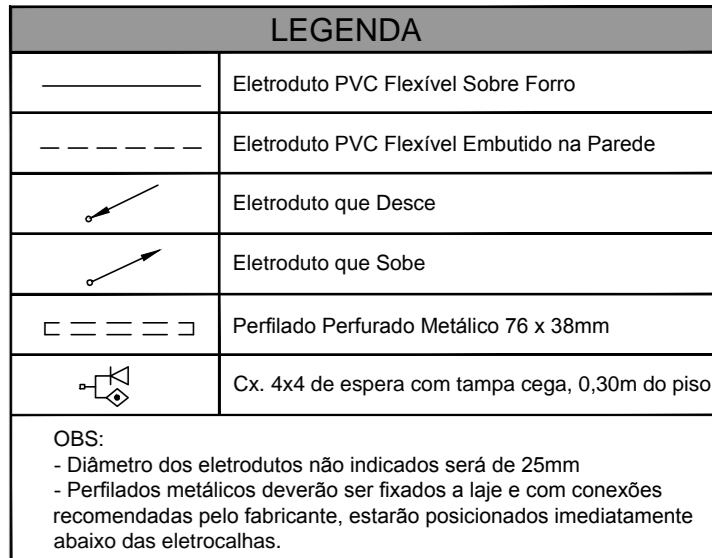 LEGENDA
Eletroduto PVC Flexível Sobre Forro
Eletroduto PVC Flexível Embutido na Parede
Eletroduto que Desce
Eletroduto que Sobe
Perfilado Perfurado Metálico 76 x 38mm
Cx. 4x4 de espera com tampa cega, 0,30m do piso
OBS:
- Diâmetro dos eletrodutos não indicados será de 25mm
- Perfilados metálicos deverão ser fixados a laje e com conexões
recomendadas pelo fabricante, estarão posicionados imediatamente
abaixo das eletrocalhas.